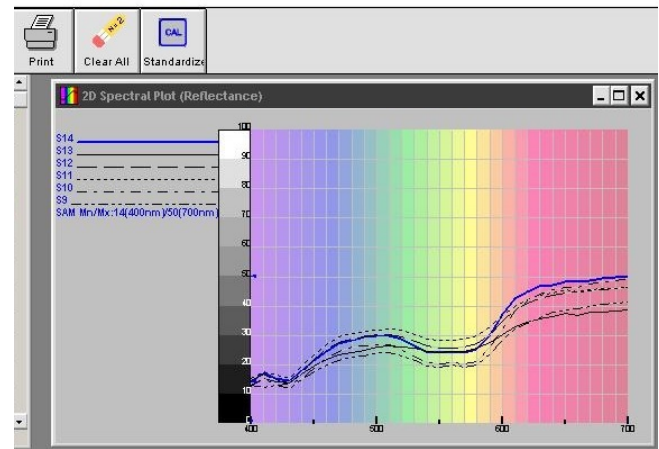 N=2
CAL
Print
Clear All
Standardize
2D Spectral Plot (Reflectance)
S14
S13
S12
S11
S10
S9
SAM Mn/Mx:14(400nm)/50(700nm)
100
90
80
70
60
50
40
30
20
10
0
400
500
600
700